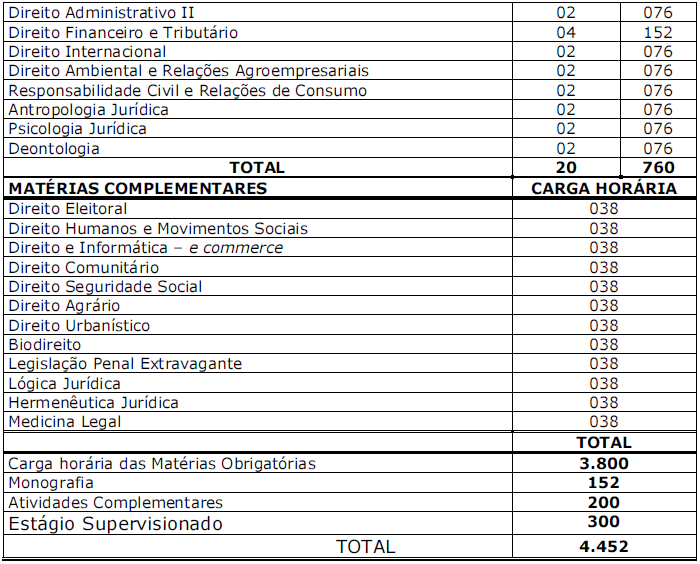 Direito Administrativo II 02 076
Direito Financeiro e Tributário 04 152
Direito Internacional 02 076
Direito Ambiental e Relações Agroempresariais 02 076
Responsabilidade Civil e Relações de Consumo 02 076
Antropologia Jurídica 02 076
Psicologia Jurídica 02 076
Deontologia 02 076
TOTAL 20 760
MATÉRIAS COMPLEMENTARES CARGA HORÁRIA
Direito Eleitoral 038
Direito Humanos e Movimentos Sociais 038
Direito e Informática – e commerce 038
Direito Comunitário 038
Direito Seguridade Social 038
Direito Agrário 038
Direito Urbanístico 038
Biodireito 038
Legislação Penal Extravagante 038
Lógica Jurídica 038
Hermenêutica Jurídica 038
Medicina Legal 038
TOTAL
Carga horária das Matérias Obrigatórias 3.800
Monografia 152
Atividades Complementares 200
Estágio Supervisionado 300
TOTAL 4.452